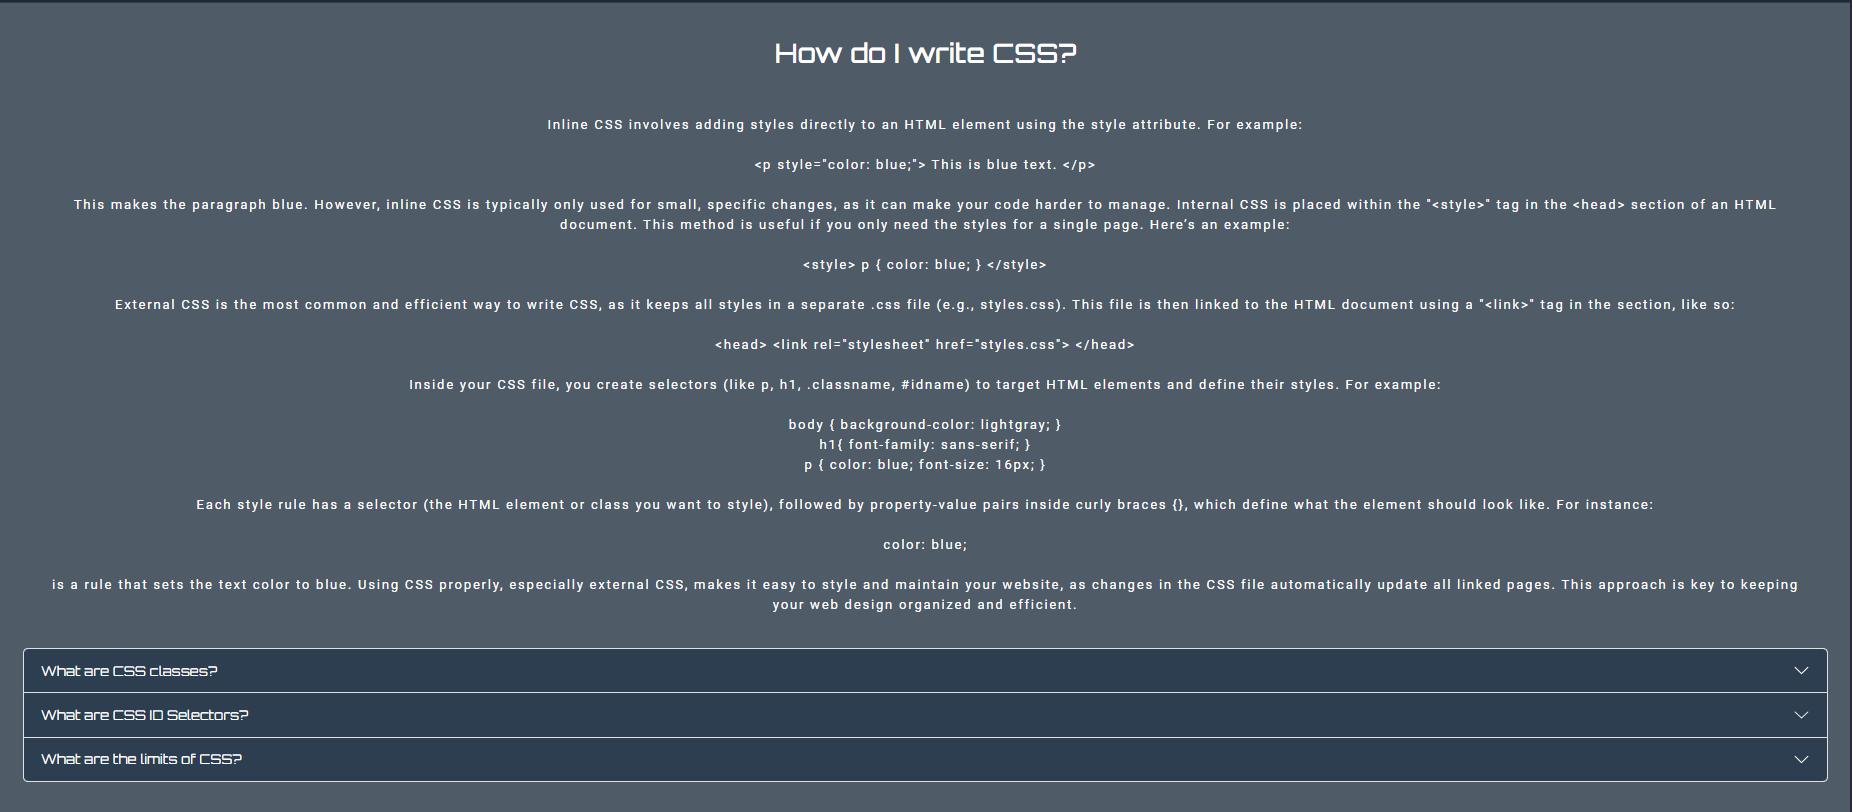 How do I write CSS?
Inline CSS involves adding styles directly to an HTML element using the style attribute. For example:
<p style="color: blue;"> This is blue text. </p>
This makes the paragraph blue. However, inline CSS is typically only used for small, specific changes, as it can make your code harder to manage. Internal CSS is placed within the "<style>" tag in the <head> section of an HTML
document. This method is useful if you only need the styles for a single page. Here's an example:
<style> p { color: blue; } </style>
External CSS is the most common and efficient way to write CSS, as it keeps all styles in a separate .css file (e.g., styles.css). This file is then linked to the HTML document using a "<link>" tag in the section, like so:
<head> <link rel="stylesheet" href="styles.css"> </head>
Inside your CSS file, you create selectors (like p, h1, .classname, #idname) to target HTML elements and define their styles. For example:
body { background-color: lightgray; }
h1{ font-family: sans-serif; }
p { color: blue; font-size: 16px; }
Each style rule has a selector (the HTML element or class you want to style), followed by property-value pairs inside curly braces {}, which define what the element should look like. For instance:
color: blue;
is a rule that sets the text color to blue. Using CSS properly, especially external CSS, makes it easy to style and maintain your website, as changes in the CSS file automatically update all linked pages. This approach is key to keeping
your web design organized and efficient.
What are CSS classes?
What are CSS ID Selectors?
What are the limits of CSS?